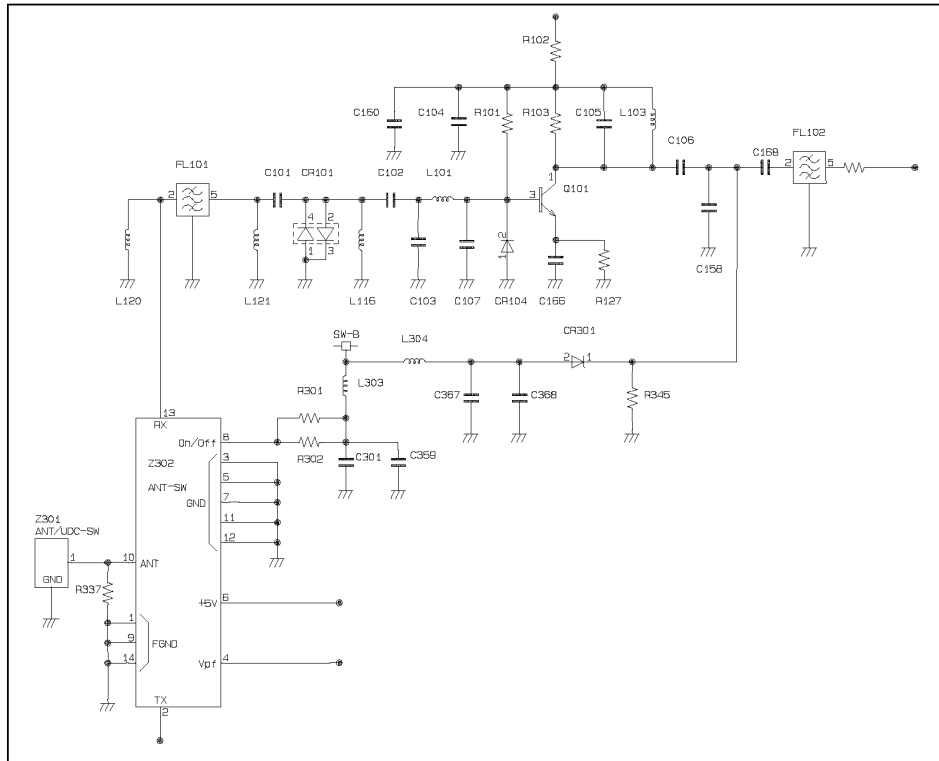 R102
C160 C104 R101 R103 C105 L103
C106
FL102
C168
2 5
FL101
C101 CR101 C102 L101
1
Q101
2 5
4 2
3
1 3
2
1
C158
L120 L121 L116 C103 C107 CR104 C166 R127
SW-B
L304
CR301
2 1
L303
R301
C367 C368 R345
13
RX
On/Off 8
R302 C301 C359
Z302
3
ANT-SW
5
GND 7
11
12
Z301
ANT/UDC-SW
1 10 ANT
GND
R337
+5V 6
1
9 FGND
14
Vpf 4
TX
2